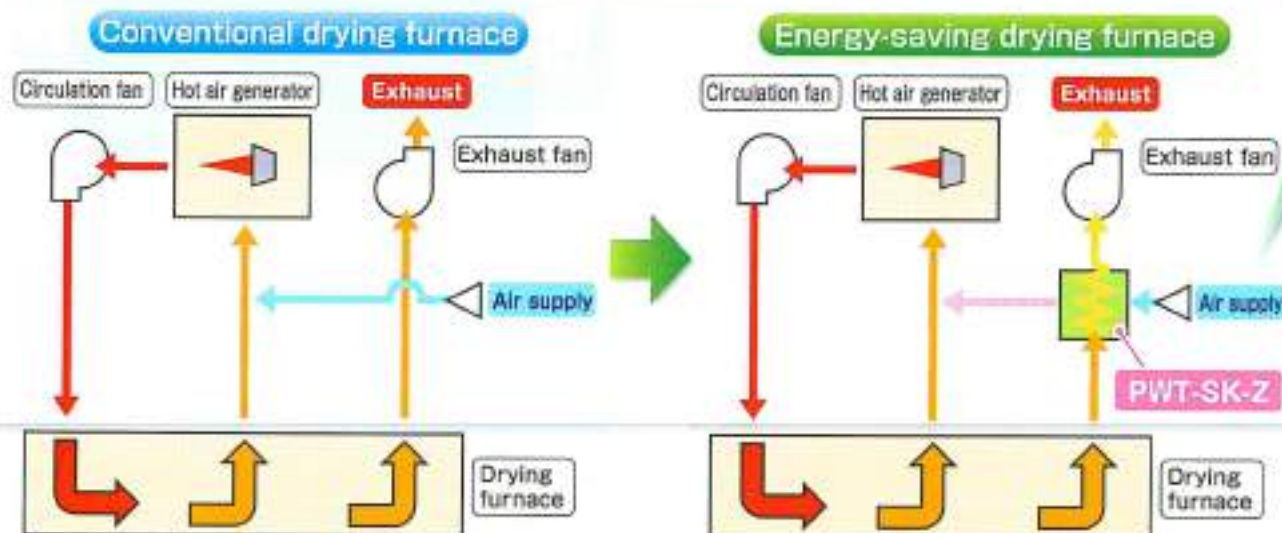 Conventional drying furnace
Circulation fan
Hot air generator
Exhaust
Exhaust fan
Air supply
Drying
furnace
Energy-saving drying furnace
Circulation fan
Hot air generator
Exhaust
Exhaust fan
Air supply
PWT-SK-Z
Drying
furnace